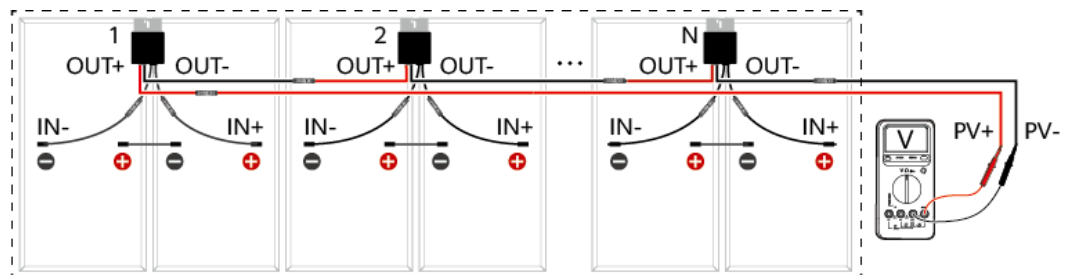 1 2 N
OUT+ OUT- OUT+ OUT- ... OUT+ OUT-
IN- IN+ IN- IN+ IN- IN+
PV+ PV-
V